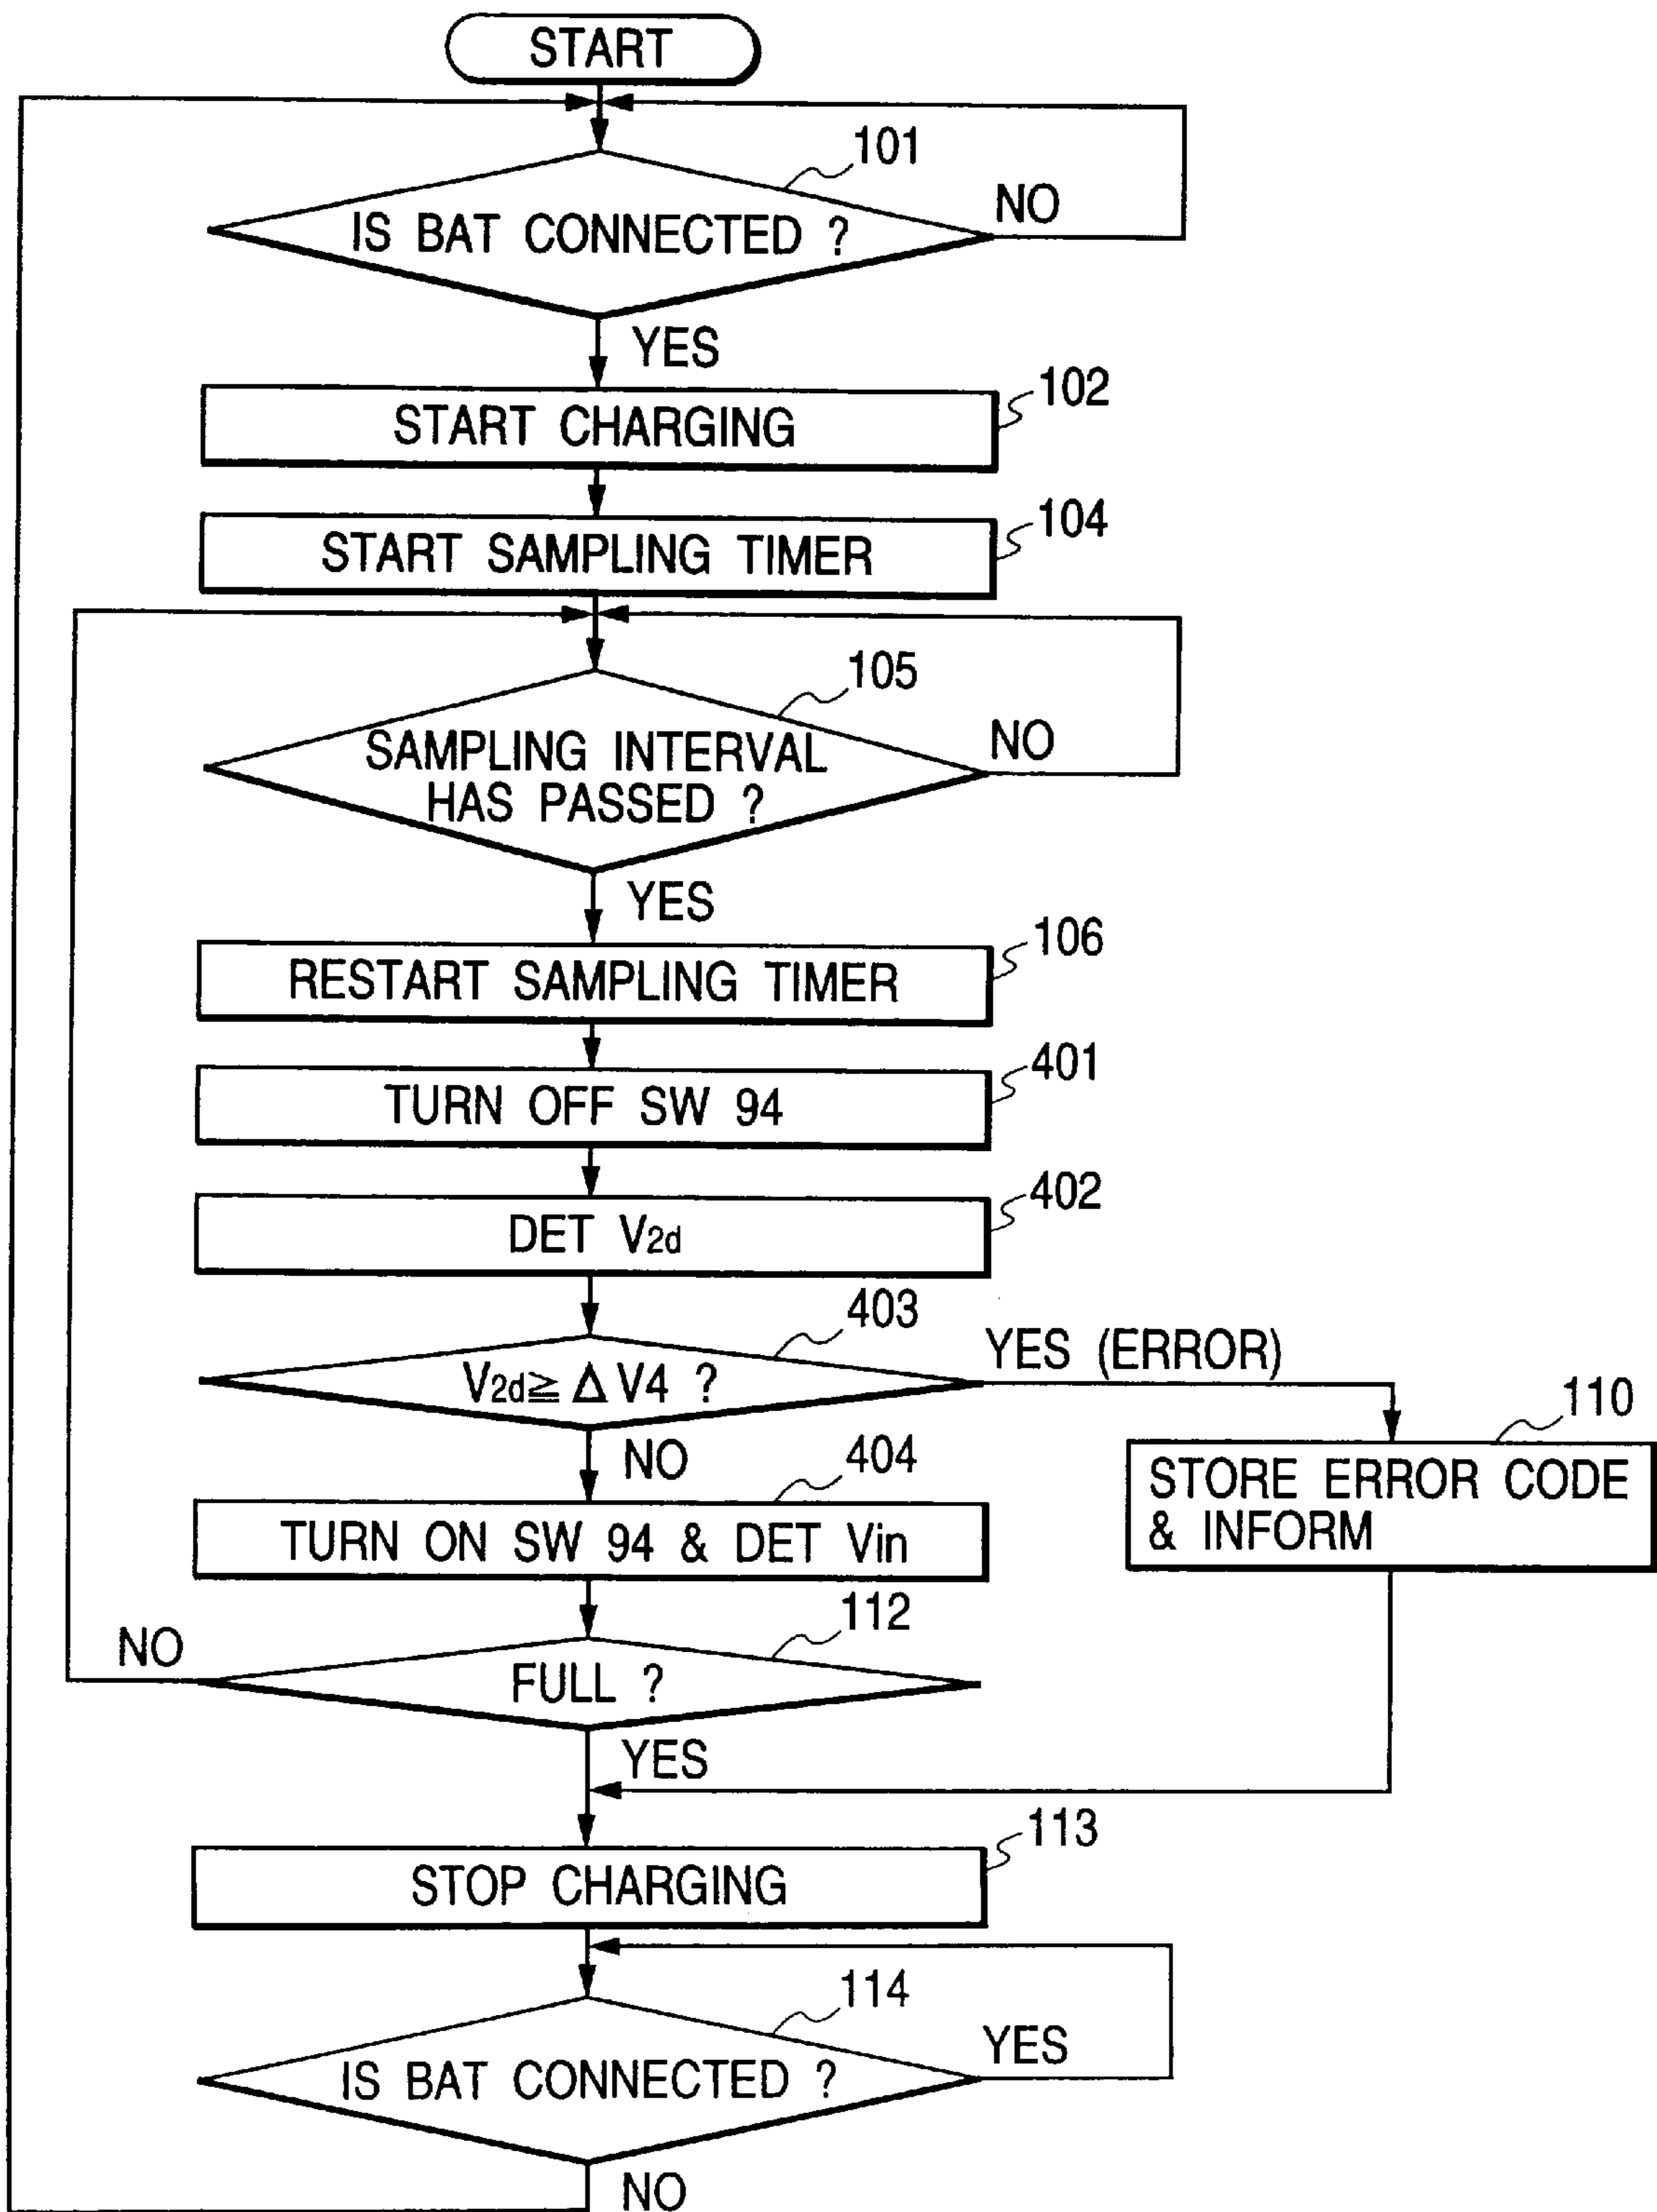 START
101
IS BAT CONNECTED ?
NO
YES
102
START CHARGING
104
START SAMPLING TIMER
105
SAMPLING INTERVAL
HAS PASSED ?
NO
YES
106
RESTART SAMPLING TIMER
401
TURN OFF SW 94
402
DET V2d
403
V2d≧ Δ V4 ?
YES (ERROR)
NO
110
STORE ERROR CODE
& INFORM
404
TURN ON SW 94 & DET Vin
112
FULL ?
NO
YES
113
STOP CHARGING
114
IS BAT CONNECTED ?
YES
NO